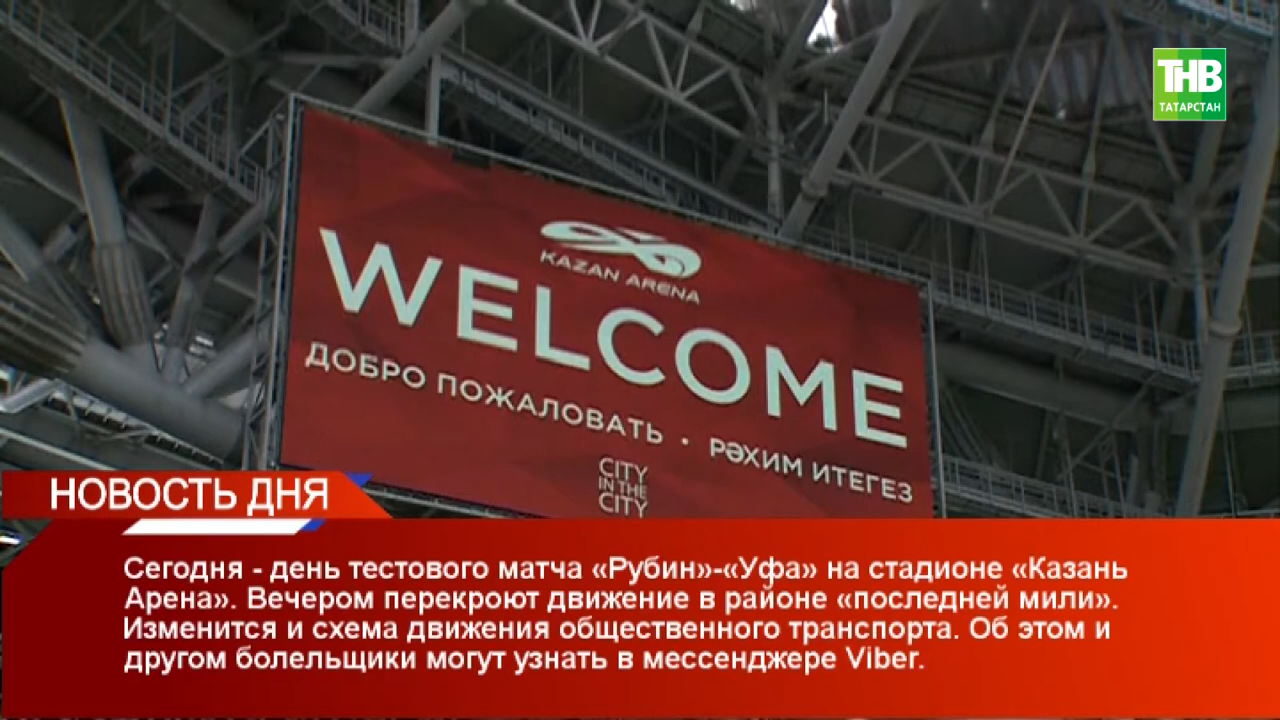 ТНВ
ТАТАРСТАН
KAZAN ARENA
WELCOME
ДОБРО ПОЖАЛОВАТЬ · РӘХИМ ИТЕГЕЗ
CITY
IN THE
CITY
НОВОСТЬ ДНЯ
Сегодня - день тестового матча «Рубин»-«Уфа» на стадионе «Казань
Арена». Вечером перекроют движение в районе «последней мили».
Изменится и схема движения общественного транспорта. Об этом и
другом болельщики могут узнать в мессенджере Viber.